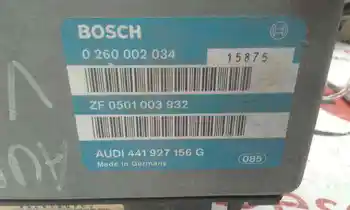 BOSCH
0 260 002 034
15875
ZF 0501 003 932
AUDI 441 927 156 G
085
Made in Germany